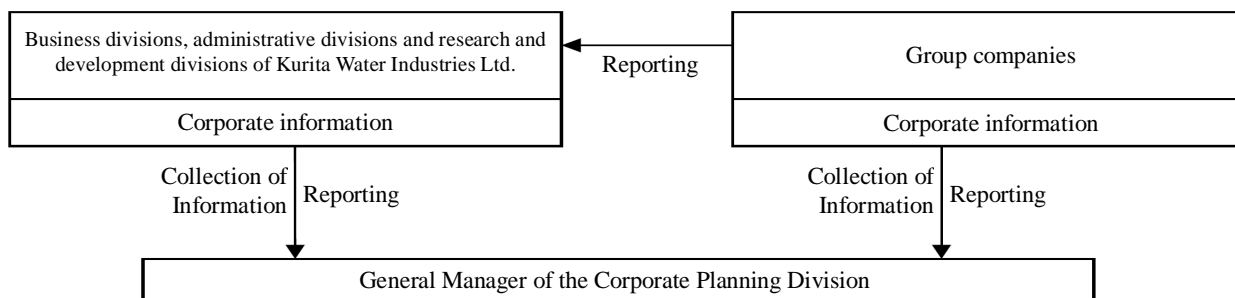 Business divisions, administrative divisions and research and
development divisions of Kurita Water Industries Ltd.
Corporate information
Reporting
Group companies
Corporate information
Collection of
Information
Reporting
Collection of
Information
Reporting
General Manager of the Corporate Planning Division